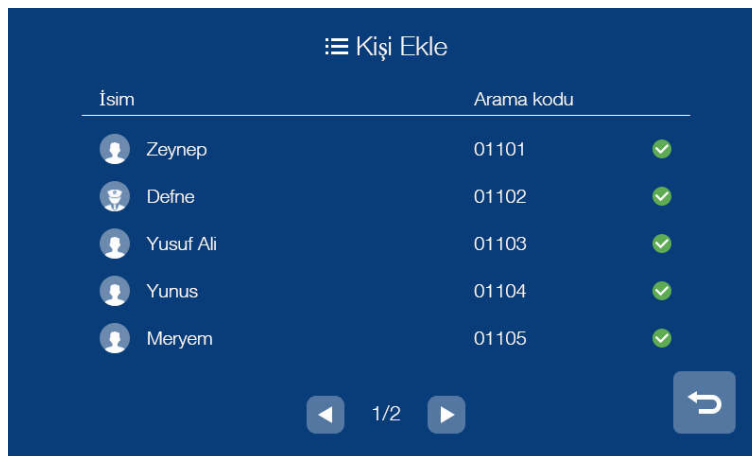 Kişi Ekle
İsim Arama kodu
Zeynep 01101
Defne 01102
Yusuf Ali 01103
Yunus 01104
Meryem 01105
1/2